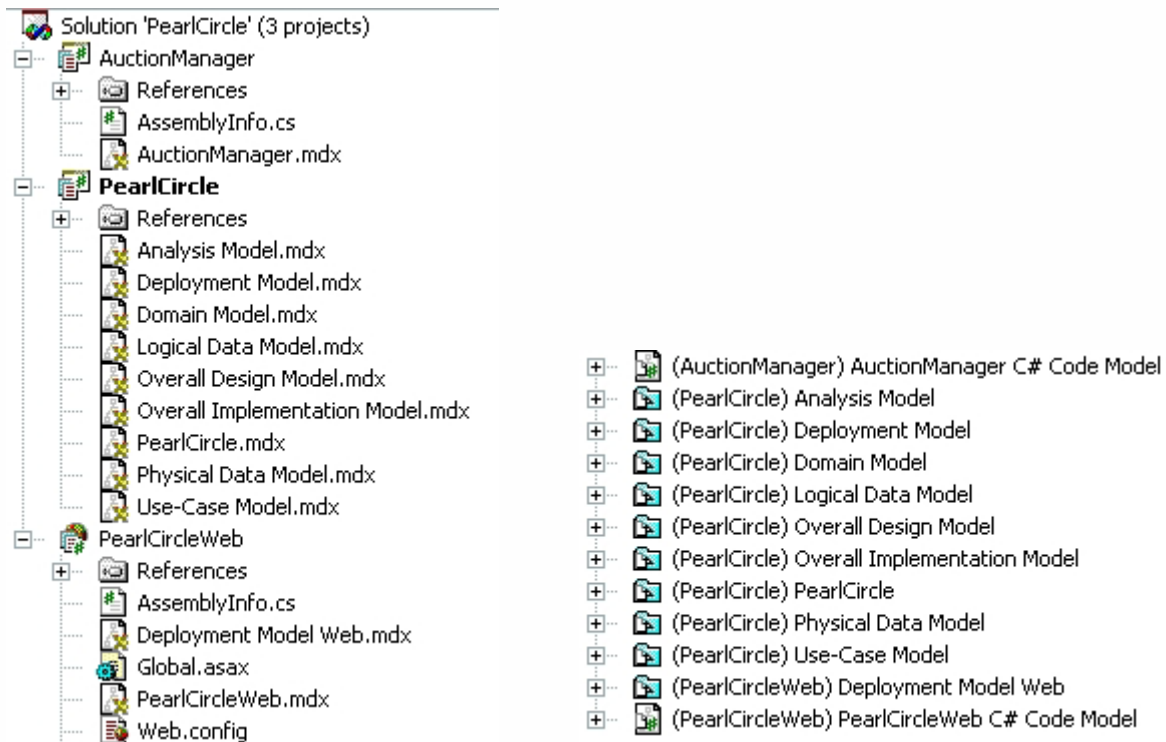 Solution 'PearlCircle' (3 projects)
AuctionManager
References
AssemblyInfo.cs
AuctionManager.mdx
PearlCircle
References
Analysis Model.mdx
Deployment Model.mdx
Domain Model.mdx
Logical Data Model.mdx
Overall Design Model.mdx
Overall Implementation Model.mdx
PearlCircle.mdx
Physical Data Model.mdx
Use-Case Model.mdx
PearlCircleWeb
References
AssemblyInfo.cs
Deployment Model Web.mdx
Global.asax
PearlCircleWeb.mdx
Web.config
(AuctionManager) AuctionManager C# Code Model
(PearlCircle) Analysis Model
(PearlCircle) Deployment Model
(PearlCircle) Domain Model
(PearlCircle) Logical Data Model
(PearlCircle) Overall Design Model
(PearlCircle) Overall Implementation Model
(PearlCircle) PearlCircle
(PearlCircle) Physical Data Model
(PearlCircle) Use-Case Model
(PearlCircleWeb) Deployment Model Web
(PearlCircleWeb) PearlCircleWeb C# Code Model